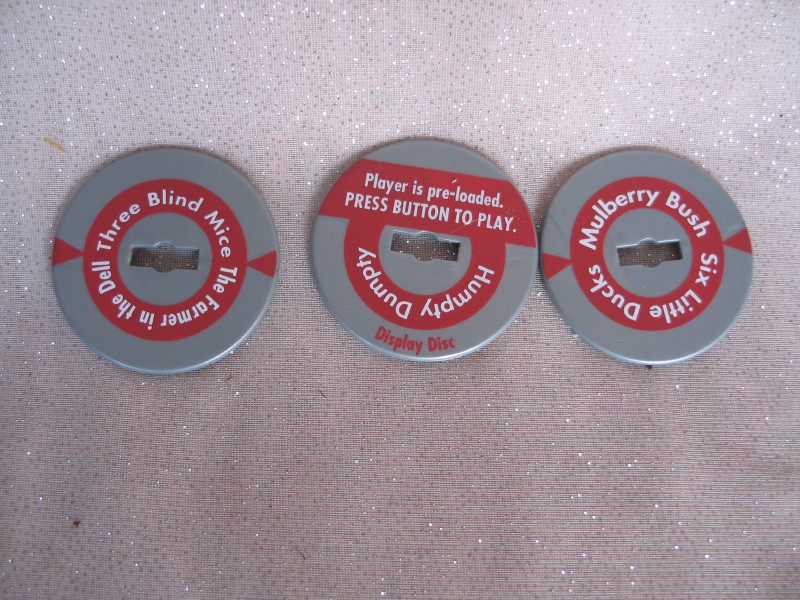 Three Blind Mice
The Farmer in the Dell
Player is pre-loaded.
PRESS BUTTON TO PLAY.
Humpty Dumpty
Display Disc
Mulberry Bush
Six Little Ducks